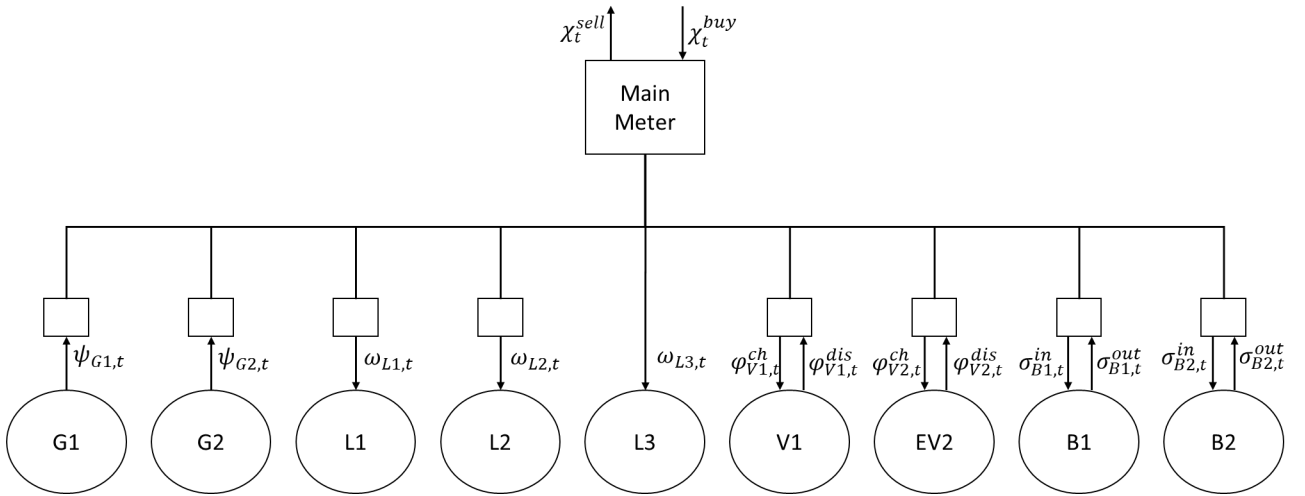 χ_t^{sell} χ_t^{buy}
Main
Meter
ψ_{G1,t} ψ_{G2,t} ω_{L1,t} ω_{L2,t} ω_{L3,t} φ_{V1,t}^{ch} φ_{V1,t}^{dis} φ_{V2,t}^{ch} φ_{V2,t}^{dis} σ_{B1,t}^{in} σ_{B1,t}^{out} σ_{B2,t}^{in} σ_{B2,t}^{out}
G1 G2 L1 L2 L3 V1 EV2 B1 B2